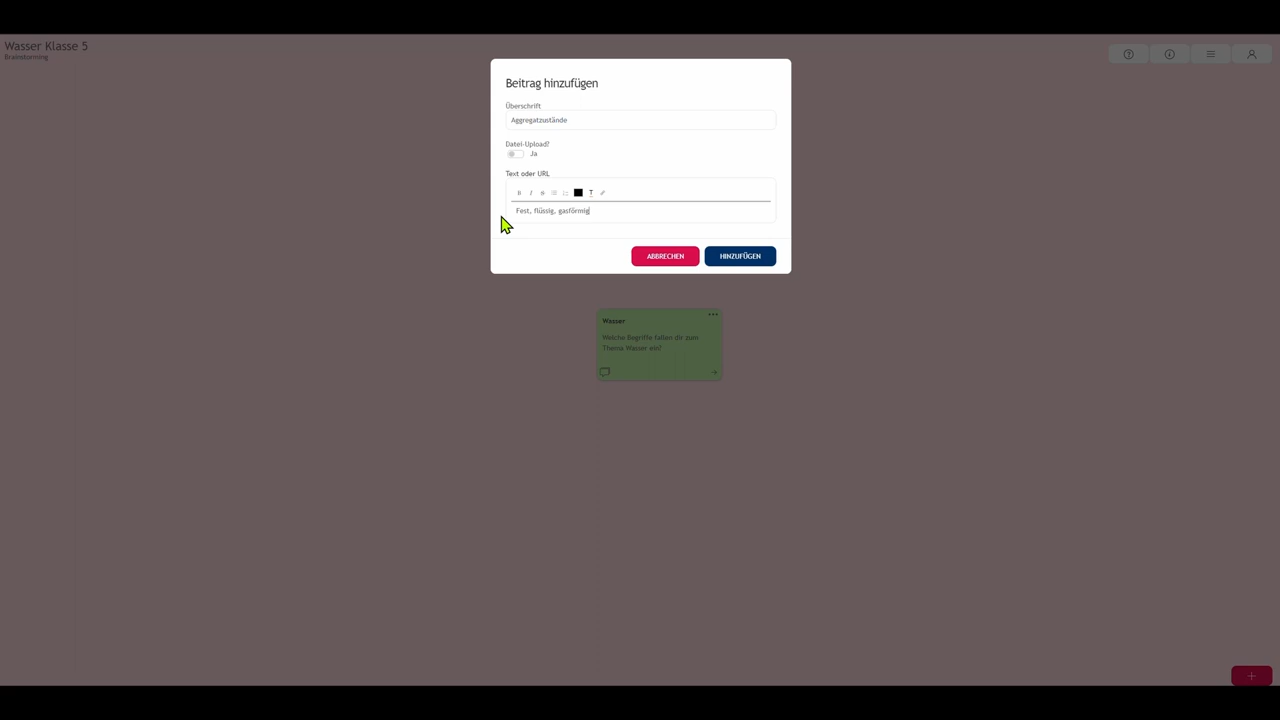 Wasser Klasse 5
Brainstorming
Beitrag hinzufügen
Überschrift
Aggregatzustände
Datei-Upload?
Ja
Text oder URL
Fest, flüssig, gasförmig
ABBRECHEN
HINZUFÜGEN
Wasser
Welche Begriffe fallen dir zum
Thema Wasser ein?